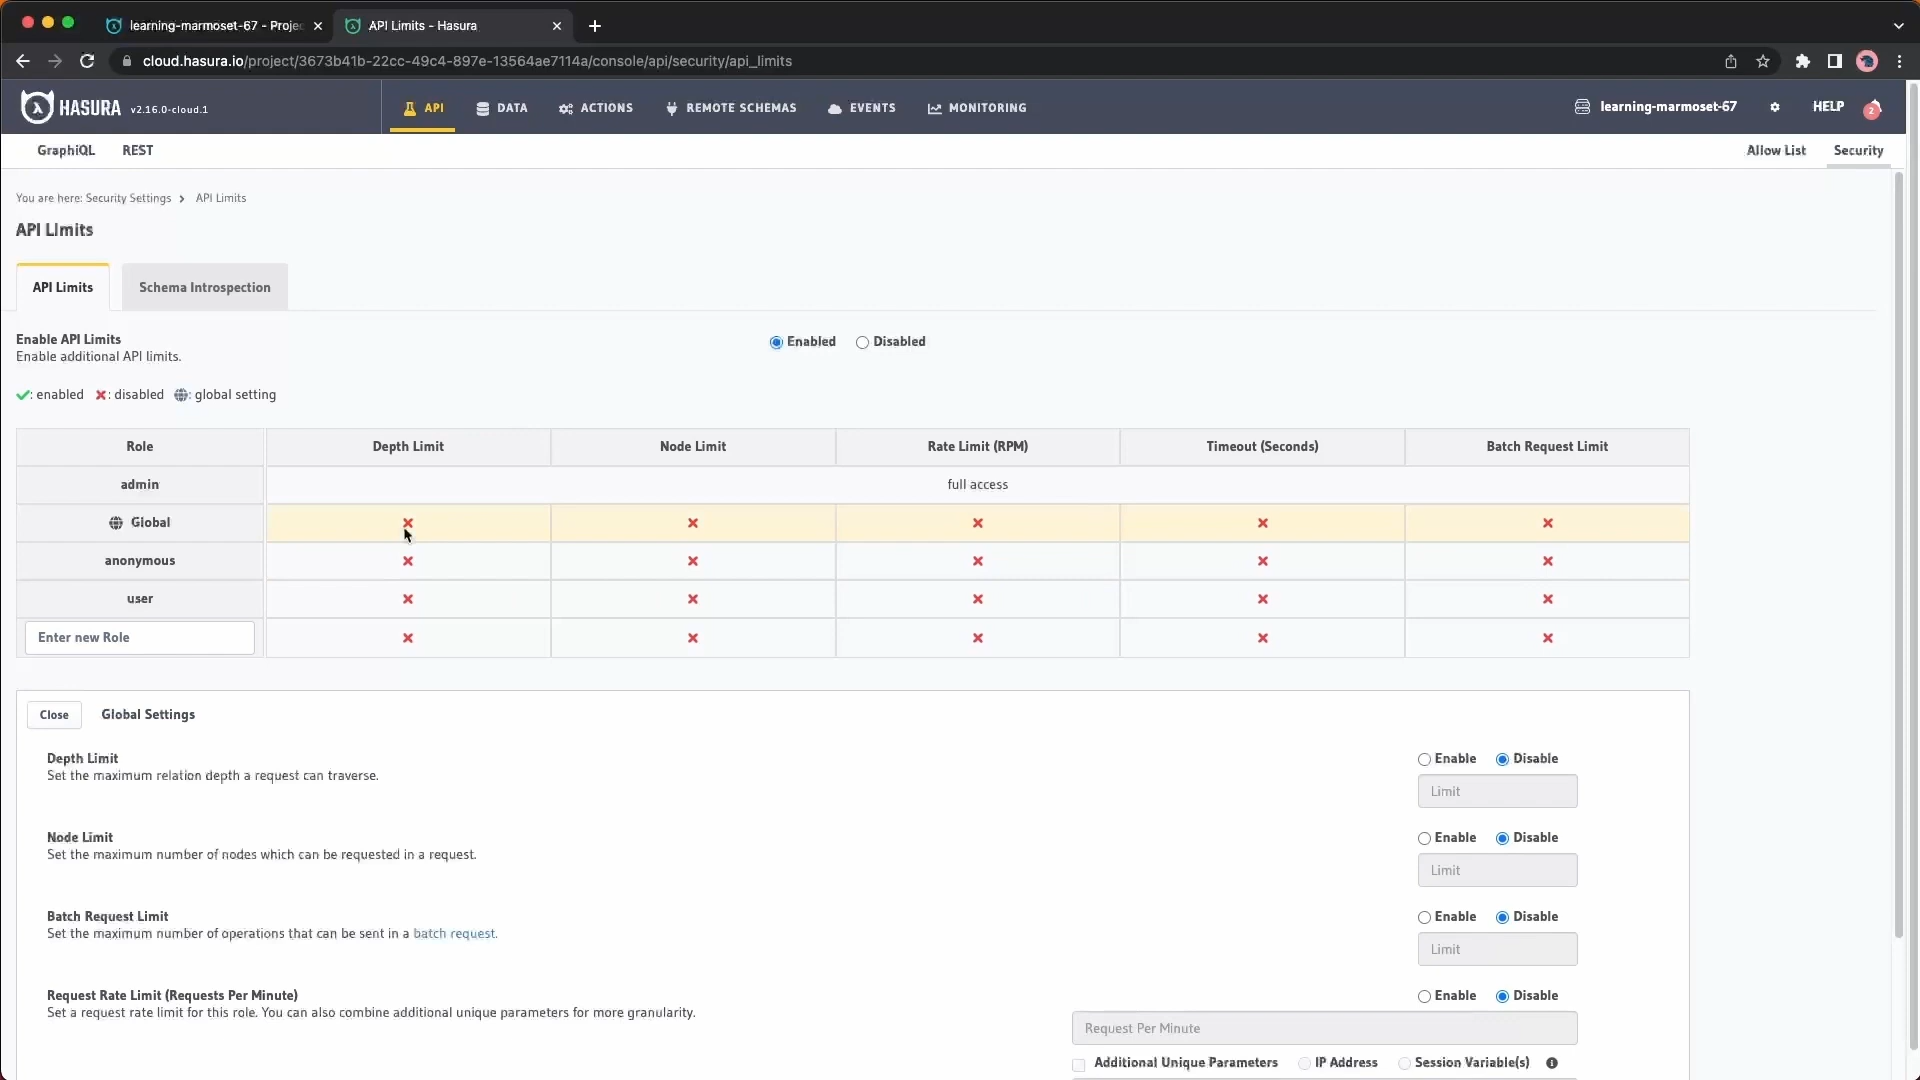 learning-marmoset-67 - Projec
API Limits - Hasura
cloud.hasura.io/project/3673b41b-22cc-49c4-897e-13564ae7114a/console/api/security/api_limits
HASURA v2.16.0-cloud.1
API
DATA
ACTIONS
REMOTE SCHEMAS
EVENTS
MONITORING
learning-marmoset-67
HELP
2
GraphiQL
REST
Allow List
Security
You are here: Security Settings > API Limits
API Limits
API Limits
Schema Introspection
Enable API Limits
Enable additional API limits.
Enabled
Disabled
: enabled : disabled : global setting
Role Depth Limit Node Limit Rate Limit (RPM) Timeout (Seconds) Batch Request Limit
admin full access
Global
anonymous
user
Enter new Role
Close Global Settings
Depth Limit
Set the maximum relation depth a request can traverse.
Enable Disable
Limit
Node Limit
Set the maximum number of nodes which can be requested in a request.
Enable Disable
Limit
Batch Request Limit
Set the maximum number of operations that can be sent in a batch request.
Enable Disable
Limit
Request Rate Limit (Requests Per Minute)
Set a request rate limit for this role. You can also combine additional unique parameters for more granularity.
Enable Disable
Request Per Minute
Additional Unique Parameters IP Address Session Variable(s)